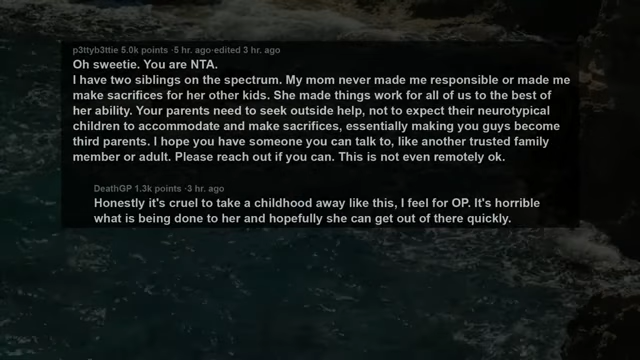 p3ttyb3ttie 5.0k points ·5 hr. ago·edited 3 hr. ago
Oh sweetie. You are NTA.
I have two siblings on the spectrum. My mom never made me responsible or made me
make sacrifices for her other kids. She made things work for all of us to the best of
her ability. Your parents need to seek outside help, not to expect their neurotypical
children to accommodate and make sacrifices, essentially making you guys become
third parents. I hope you have someone you can talk to, like another trusted family
member or adult. Please reach out if you can. This is not even remotely ok.
DeathGP 1.3k points ·3 hr. ago
Honestly it's cruel to take a childhood away like this, I feel for OP. It's horrible
what is being done to her and hopefully she can get out of there quickly.